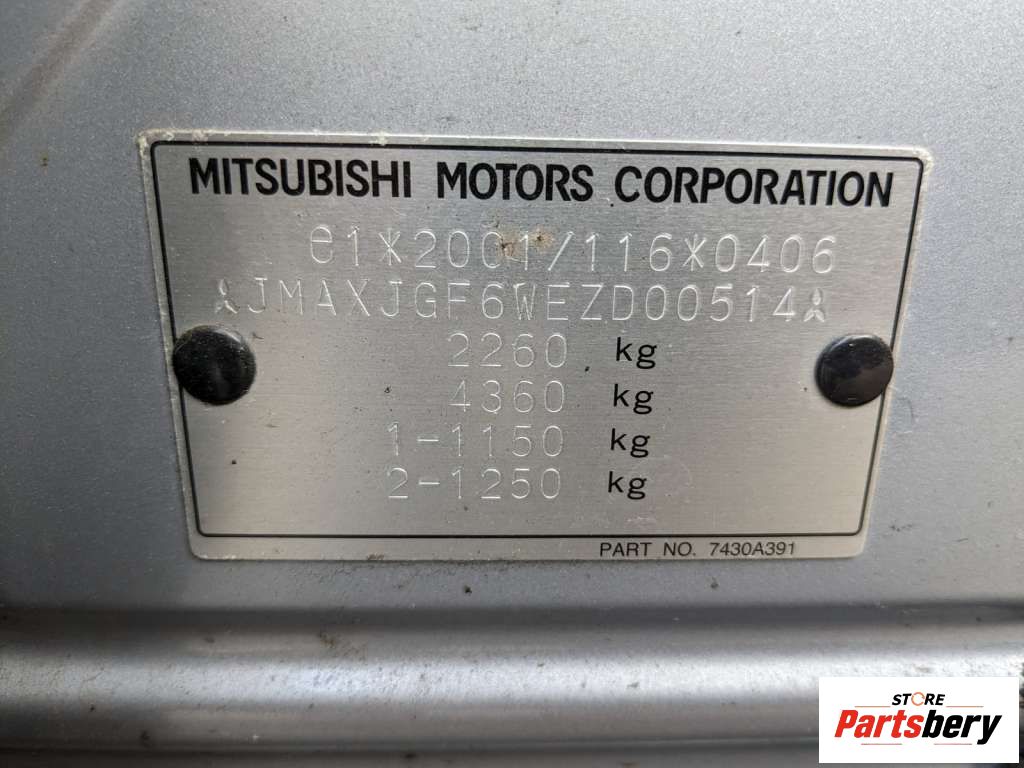 MITSUBISHI MOTORS CORPORATION
e1*2001/116*0406
JMAXJGF6WEZD00514
2260 kg
4360 kg
1-1150 kg
2-1250 kg
PART NO. 7430A391
STORE
Partsbery